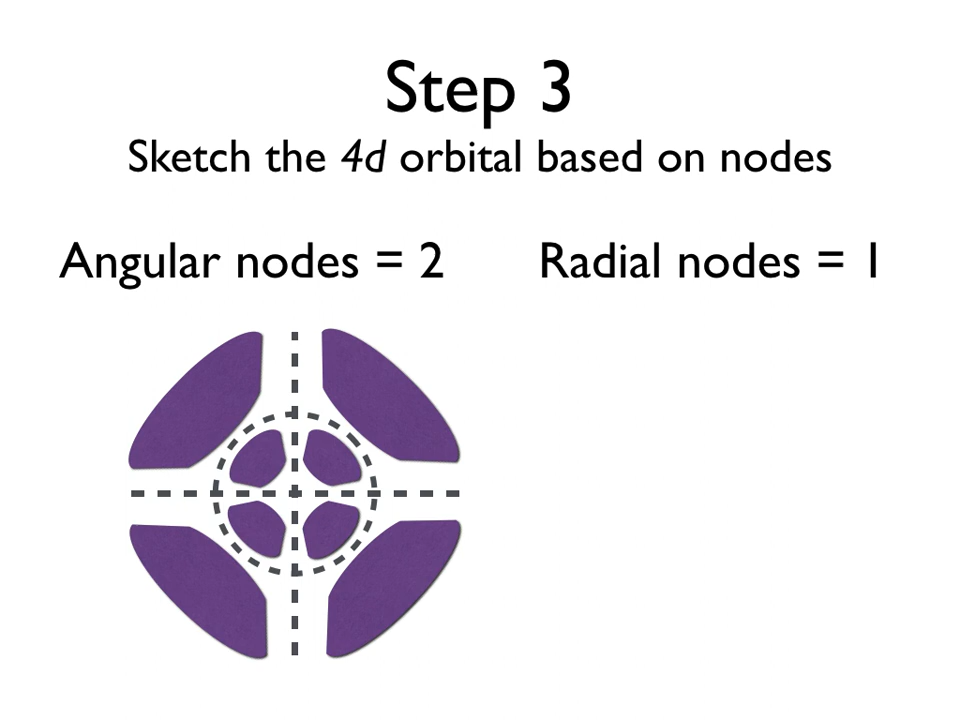 Step 3
Sketch the 4d orbital based on nodes
Angular nodes = 2
Radial nodes = 1